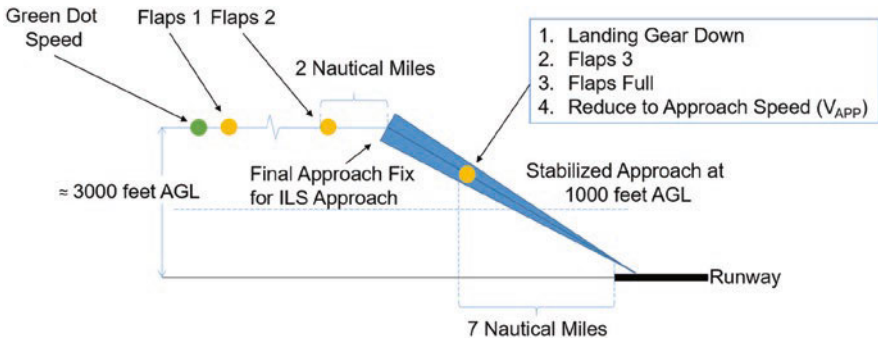 Green Dot
Speed
Flaps 1
Flaps 2
2 Nautical Miles
1. Landing Gear Down
2. Flaps 3
3. Flaps Full
4. Reduce to Approach Speed (VAPP)
≈ 3000 feet AGL
Final Approach Fix
for ILS Approach
Stabilized Approach at
1000 feet AGL
Runway
7 Nautical Miles